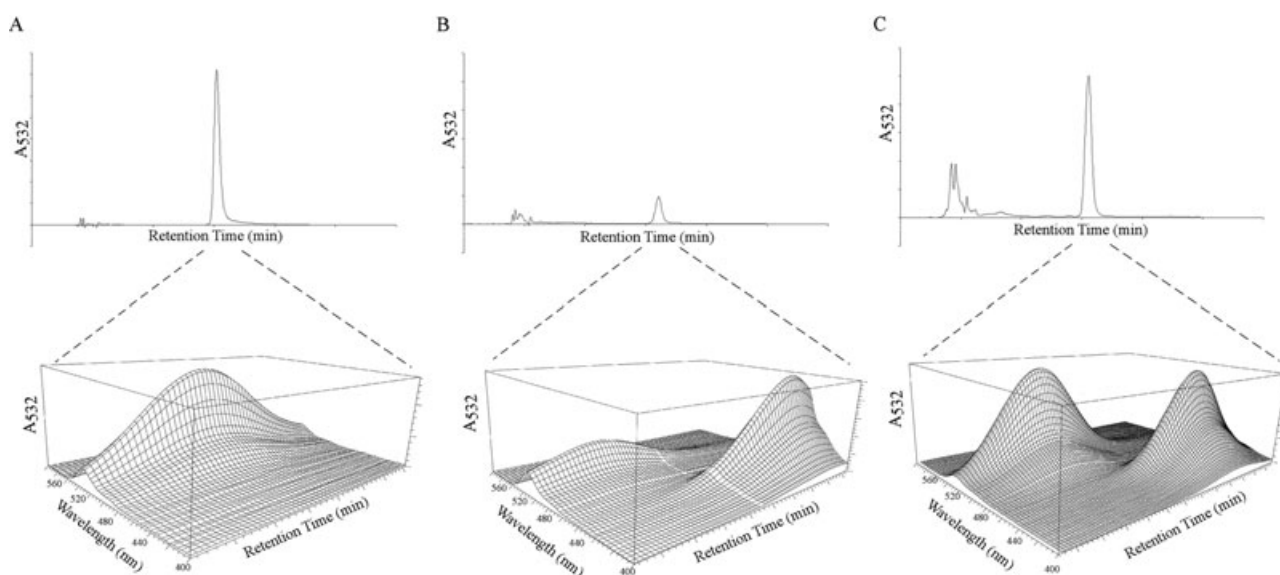 A
B
C
A532
A532
A532
Retention Time (min)
Retention Time (min)
Retention Time (min)
A532
560
520
480
440
400
Wavelength (nm)
Retention Time (min)
A532
560
520
480
440
400
Wavelength (nm)
Retention Time (min)
A532
560
520
480
440
400
Wavelength (nm)
Retention Time (min)